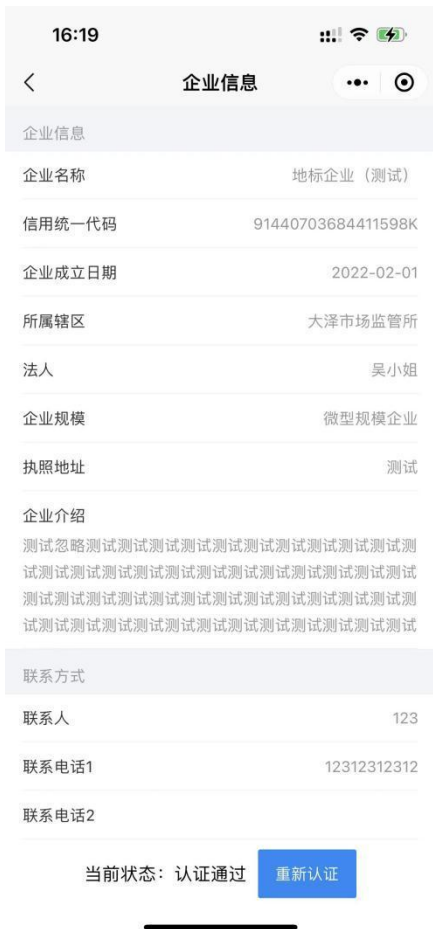 16:19
企业信息
企业信息
企业名称 地标企业（测试）
信用统一代码 91440703684411598K
企业成立日期 2022-02-01
所属辖区 大泽市场监管所
法人 吴小姐
企业规模 微型规模企业
执照地址 测试
企业介绍
测试忽略测试测试测试测试测试测试测试测试测试测试测
试测试测试测试测试测试测试测试测试测试测试测试测试
测试测试测试测试测试测试测试测试测试测试测试测试测
试测试测试测试测试测试测试测试测试测试测试测试测试
联系方式
联系人 123
联系电话1 12312312312
联系电话2
当前状态：认证通过 重新认证